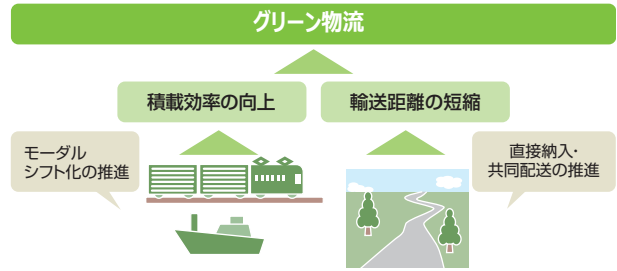 グリーン物流
積載効率の向上
輸送距離の短縮
モーダル
シフト化の推進
直接納入・
共同配送の推進